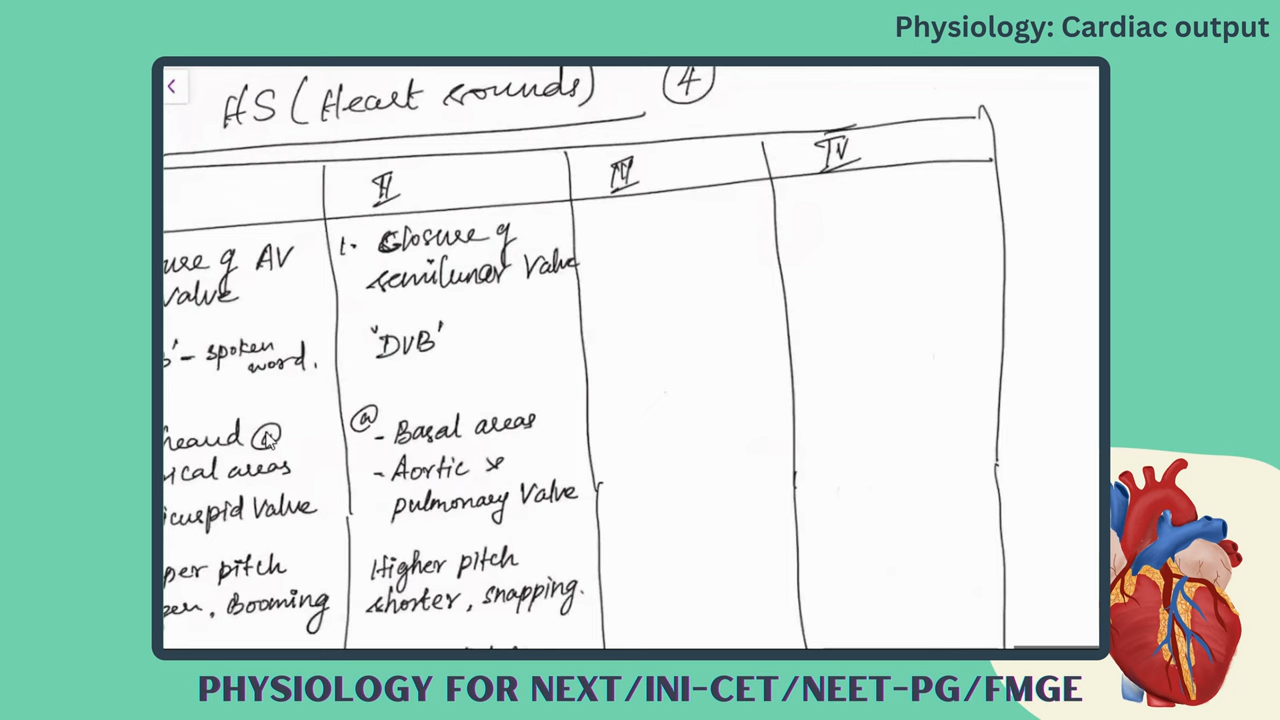 Physiology: Cardiac output
HS (Heart sounds) 4
II III IV
ure of AV
valve
1. Closure of
semilunar valve
B' - spoken
word.
'DUB'
heard @
ical areas
icuspid Valve
@
- Basal areas
- Aortic &
pulmonary Valve
per pitch
Booming
Higher pitch
shorter, snapping.
PHYSIOLOGY FOR NEXT/INI-CET/NEET-PG/FMGE